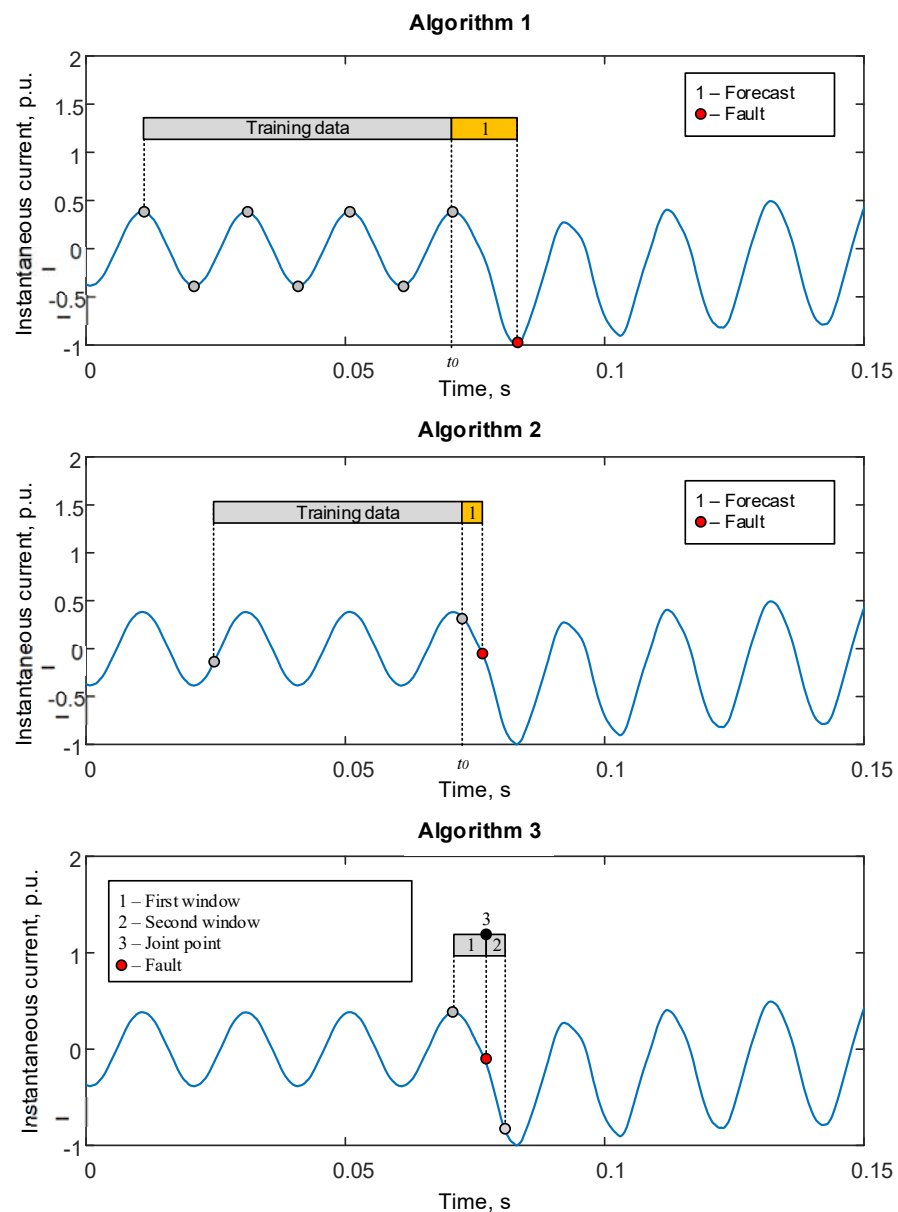 Algorithm 1
Instantaneous current, p.u.
2
1.5
1
0.5
0
-0.5
-1
Training data
1
1 – Forecast
– Fault
0
0.05
t0
0.1
0.15
Time, s
Algorithm 2
Instantaneous current, p.u.
2
1.5
1
0.5
0
-0.5
-1
Training data
1
1 – Forecast
– Fault
0
0.05
t0
0.1
0.15
Time, s
Algorithm 3
Instantaneous current, p.u.
2
1
0
-1
1 – First window
2 – Second window
3 – Joint point
– Fault
3
1 2
0
0.05
0.1
0.15
Time, s